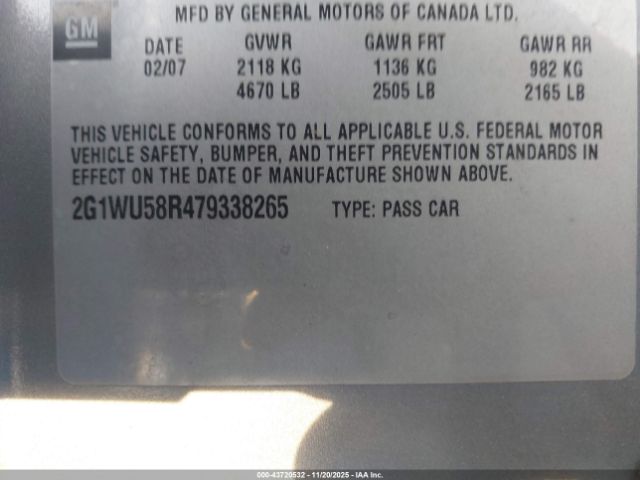 GM
MFD BY GENERAL MOTORS OF CANADA LTD.
DATE GVWR GAWR FRT GAWR RR
02/07 2118 KG 1136 KG 982 KG
4670 LB 2505 LB 2165 LB
THIS VEHICLE CONFORMS TO ALL APPLICABLE U.S. FEDERAL MOTOR
VEHICLE SAFETY, BUMPER, AND THEFT PREVENTION STANDARDS IN
EFFECT ON THE DATE OF MANUFACTURE SHOWN ABOVE.
2G1WU58R479338265 TYPE: PASS CAR
000-43720532 — 11/20/2025 — IAA Inc.